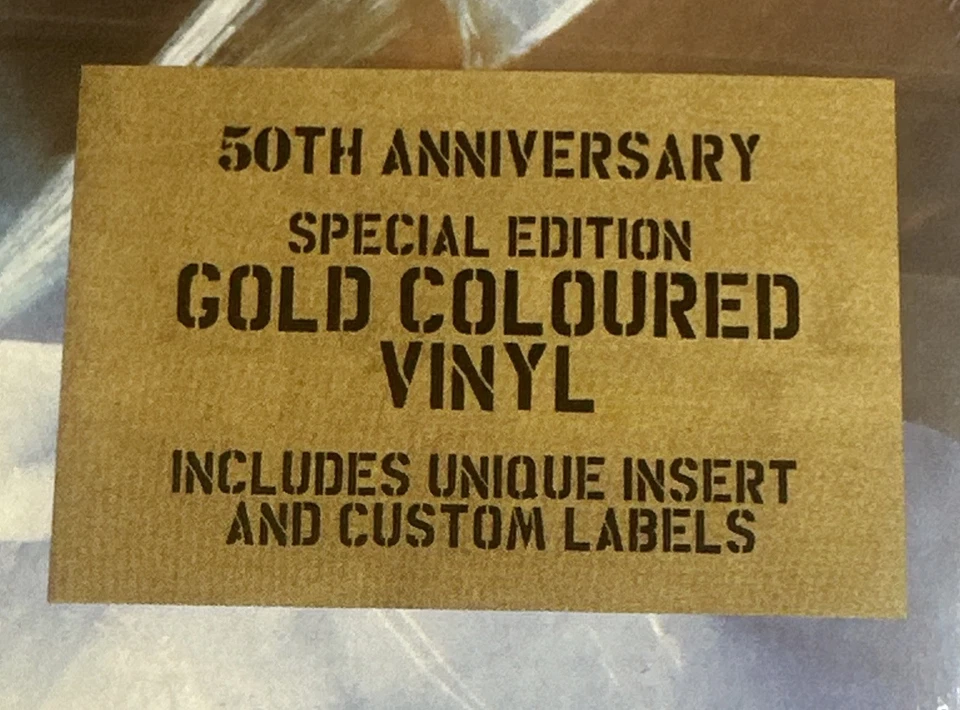 50TH ANNIVERSARY
SPECIAL EDITION
GOLD COLOURED
VINYL
INCLUDES UNIQUE INSERT
AND CUSTOM LABELS